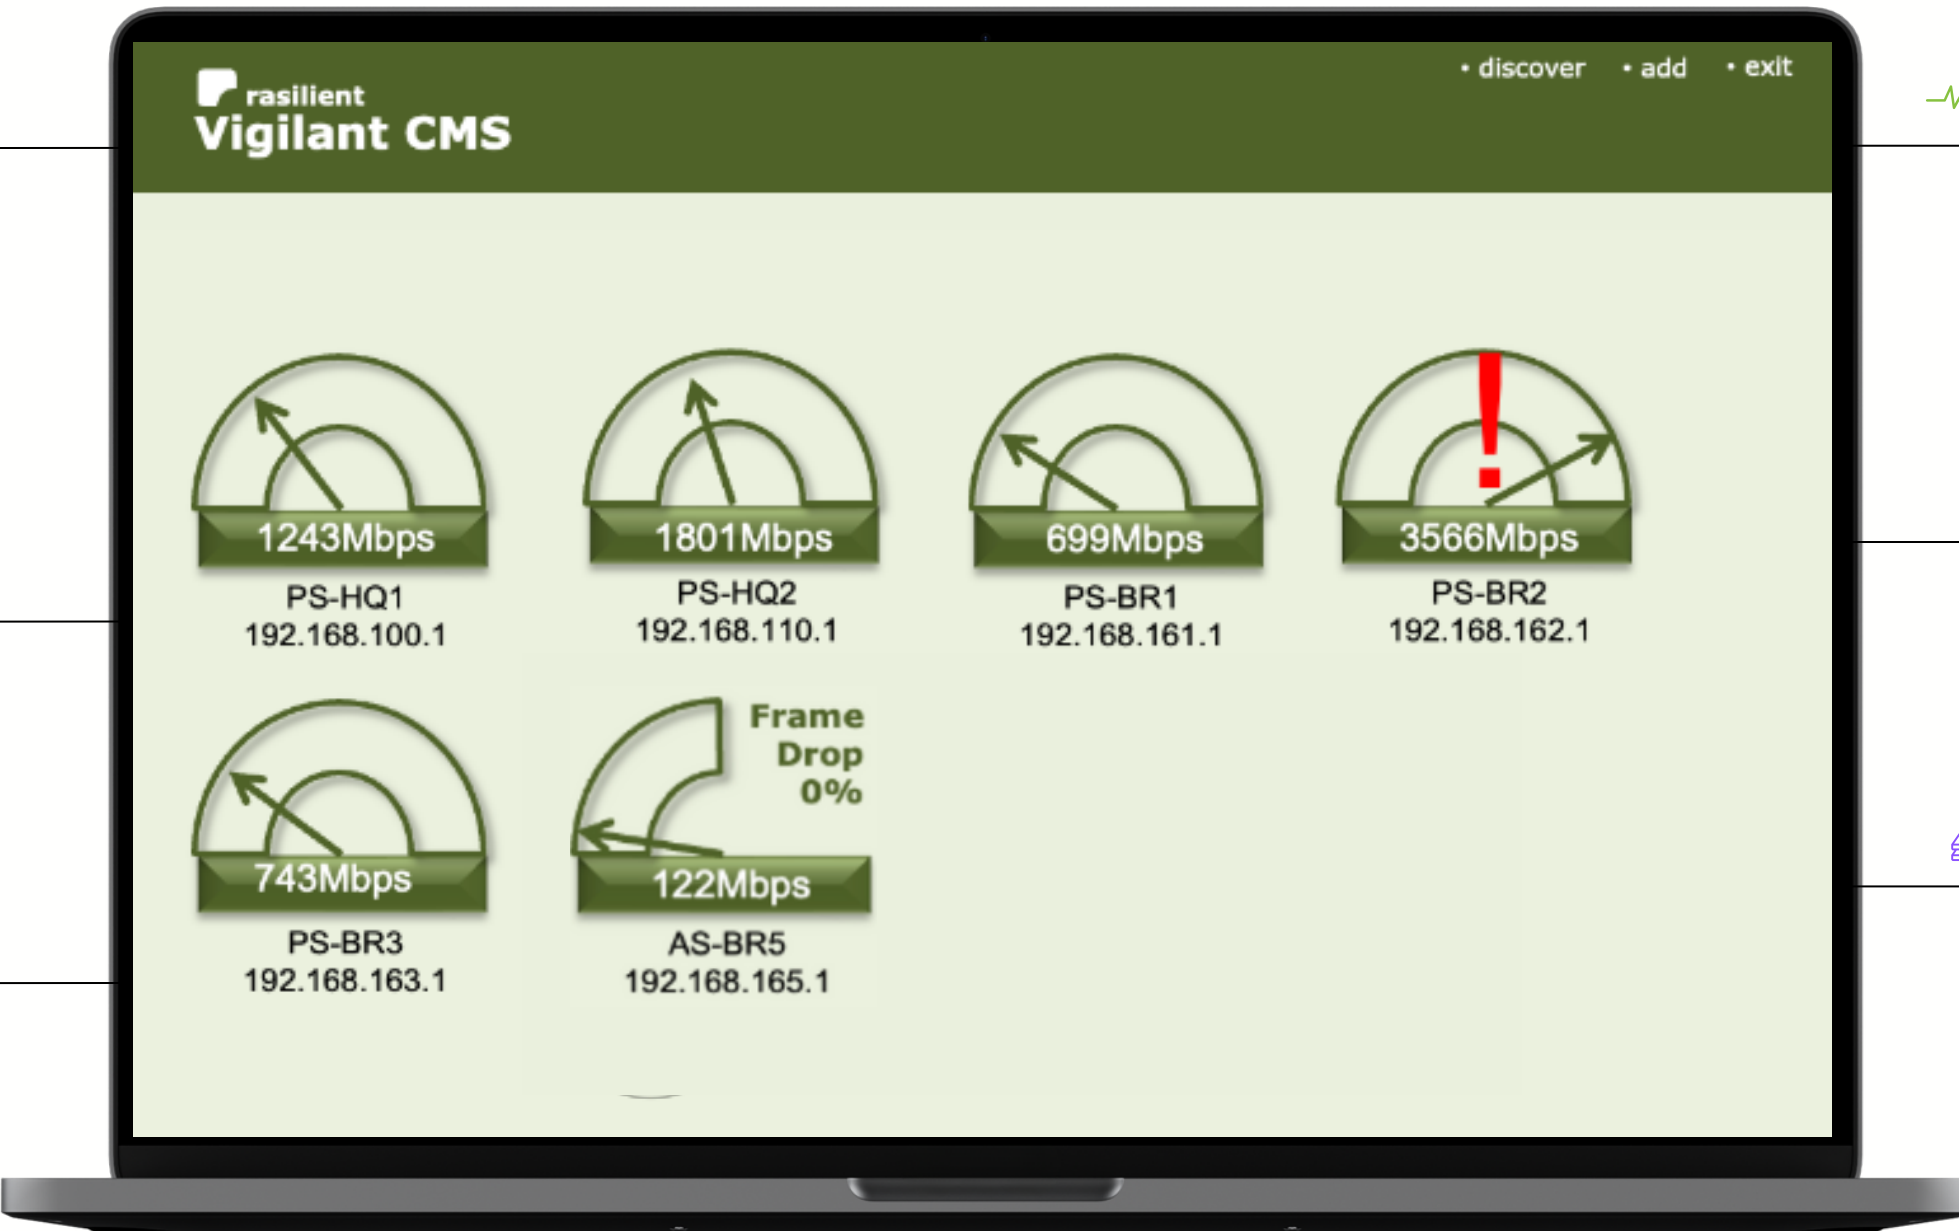 rasilient
Vigilant CMS
• discover • add • exit
1243Mbps
PS-HQ1
192.168.100.1
1801Mbps
PS-HQ2
192.168.110.1
699Mbps
PS-BR1
192.168.161.1
!
3566Mbps
PS-BR2
192.168.162.1
743Mbps
PS-BR3
192.168.163.1
Frame
Drop
0%
122Mbps
AS-BR5
192.168.165.1